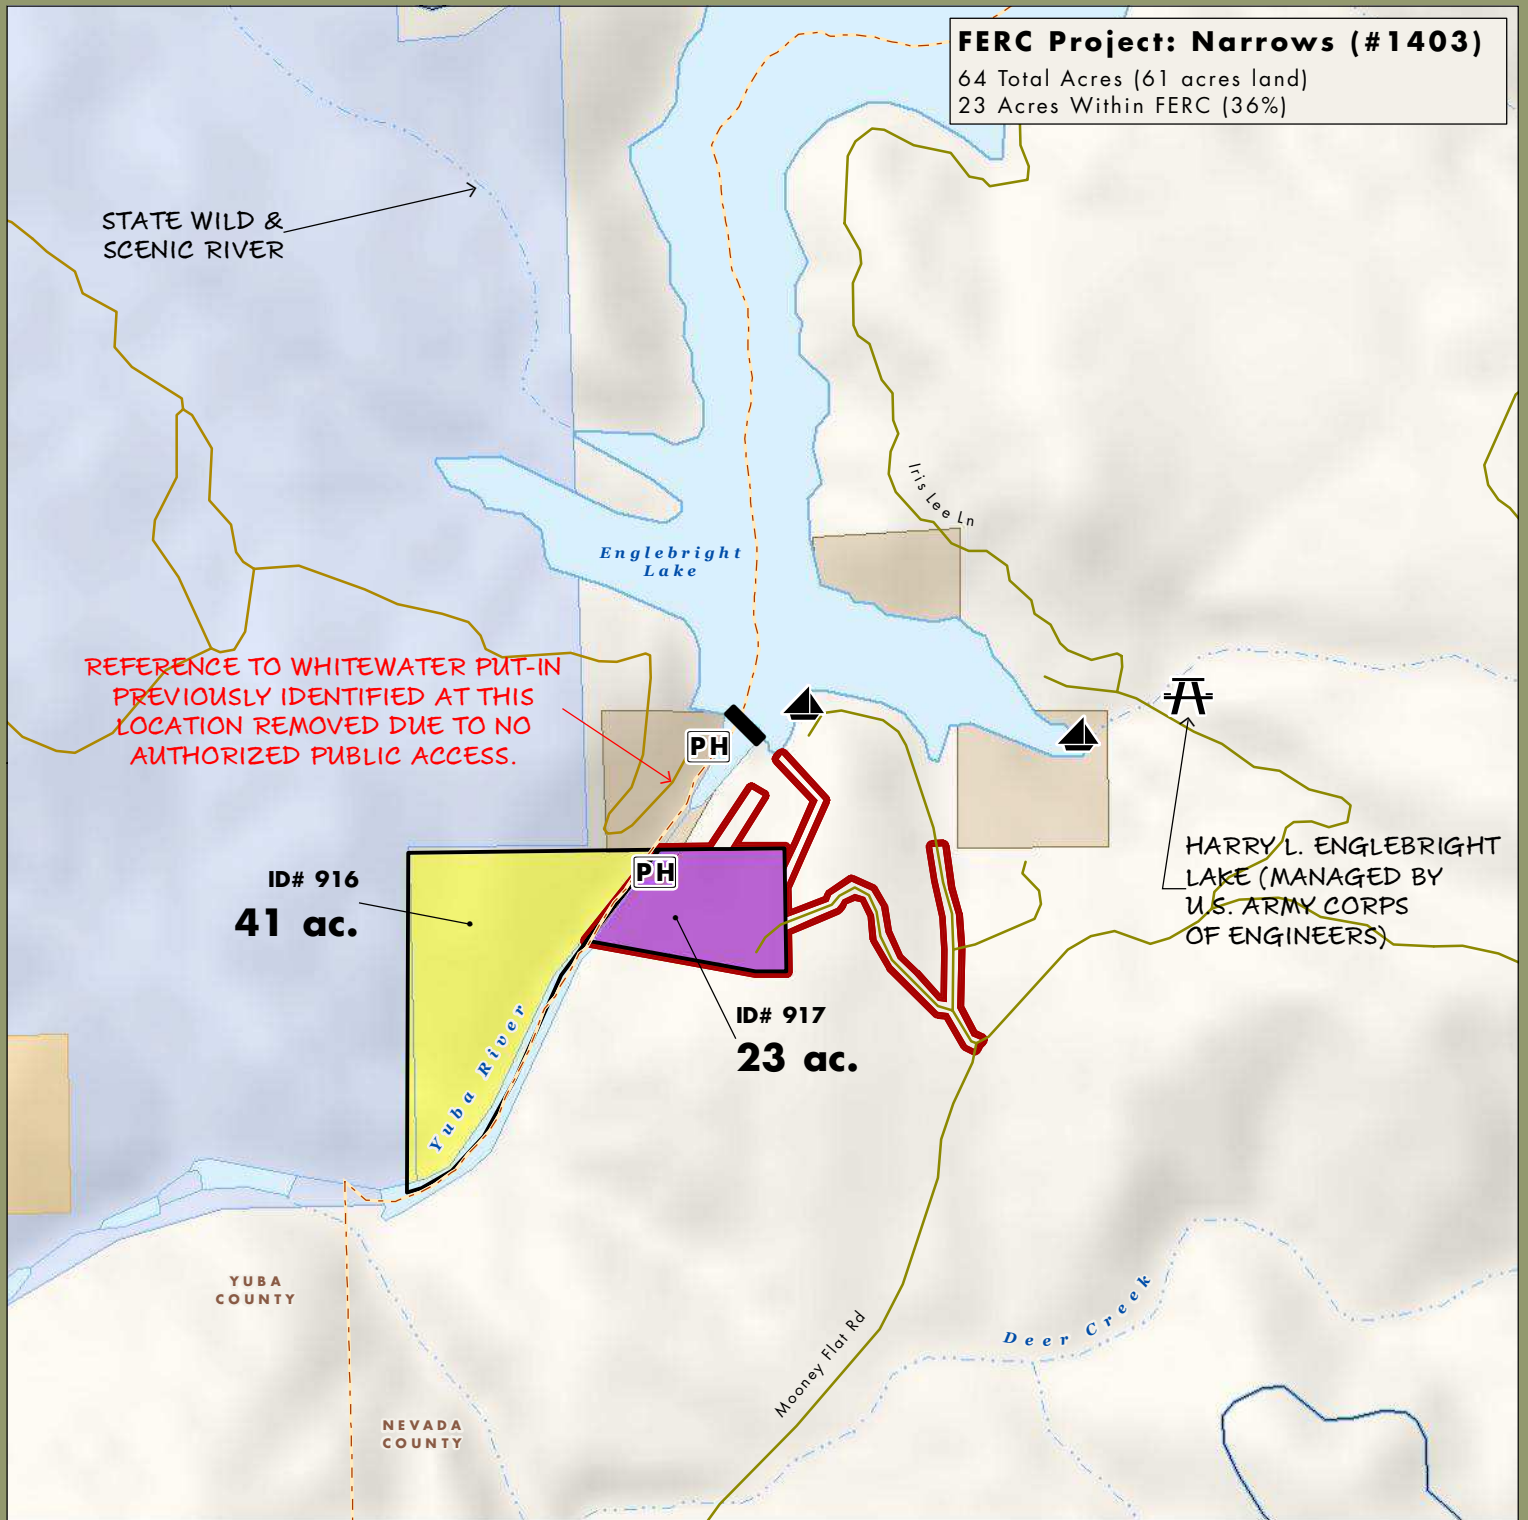 FERC Project: Narrows (#1403)
64 Total Acres (61 acres land)
23 Acres Within FERC (36%)
STATE WILD &
SCENIC RIVER
Iris Lee Ln
Englebright
Lake
REFERENCE TO WHITEWATER PUT-IN
PREVIOUSLY IDENTIFIED AT THIS
LOCATION REMOVED DUE TO NO
AUTHORIZED PUBLIC ACCESS.
PH
PH
HARRY L. ENGLEBRIGHT
LAKE (MANAGED BY
U.S. ARMY CORPS
OF ENGINEERS)
ID# 916
41 ac.
ID# 917
23 ac.
Yuba River
YUBA
COUNTY
Deer Creek
Mooney Flat Rd
NEVADA
COUNTY